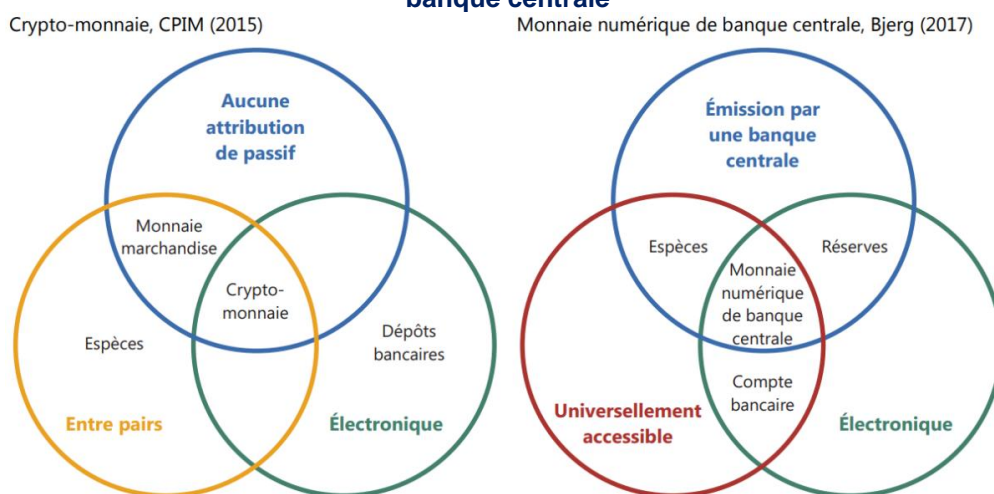 banque centrale
Crypto-monnaie, CPIM (2015)
Aucune
attribution
de passif
Monnaie
marchandise
Crypto-
monnaie
Espèces
Dépôts
bancaires
Entre pairs
Électronique
Monnaie numérique de banque centrale, Bjerg (2017)
Émission par
une banque
centrale
Espèces
Réserves
Monnaie
numérique
de banque
centrale
Compte
bancaire
Universellement
accessible
Électronique